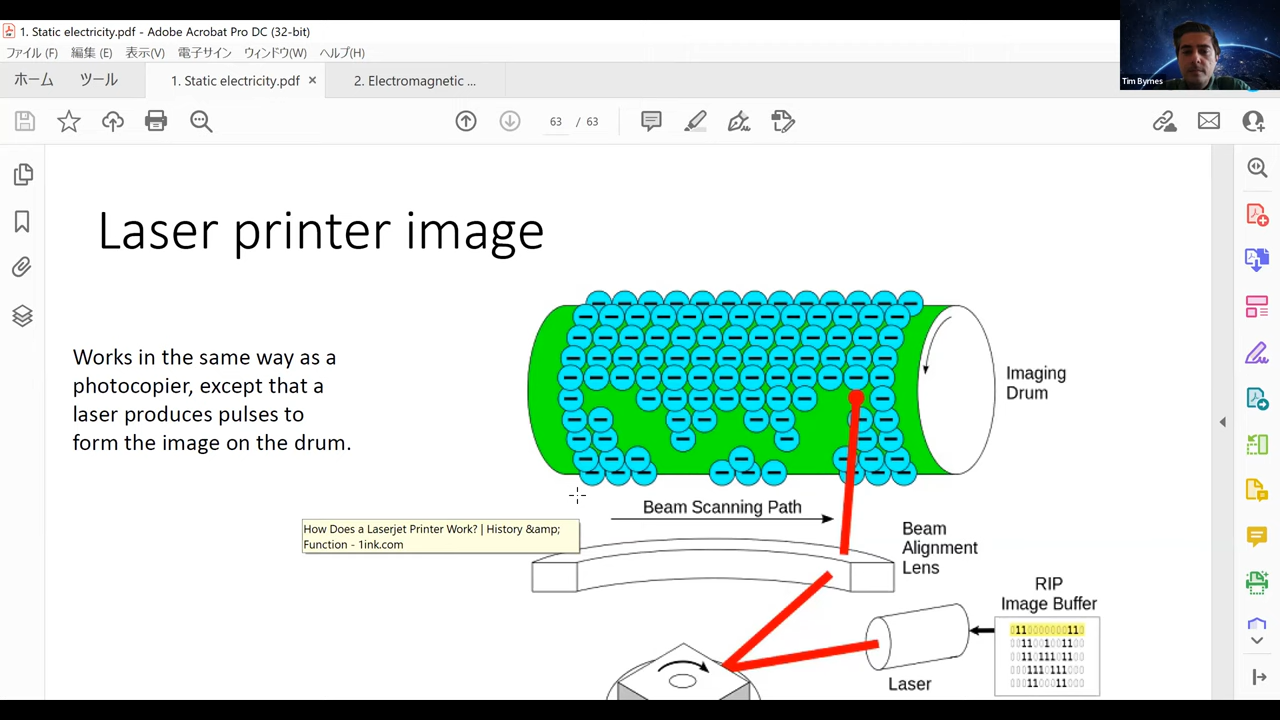 1. Static electricity.pdf - Adobe Acrobat Pro DC (32-bit)
ファイル (F) 編集 (E) 表示(V) 電子サイン ウィンドウ(W) ヘルプ(H)
ホーム ツール 1. Static electricity.pdf × 2. Electromagnetic ...
Tim Byrnes
63 / 63
Laser printer image
Works in the same way as a
photocopier, except that a
laser produces pulses to
form the image on the drum.
Imaging
Drum
Beam Scanning Path
How Does a Laserjet Printer Work? | History &amp;
Function - 1ink.com
Beam
Alignment
Lens
RIP
Image Buffer
Laser